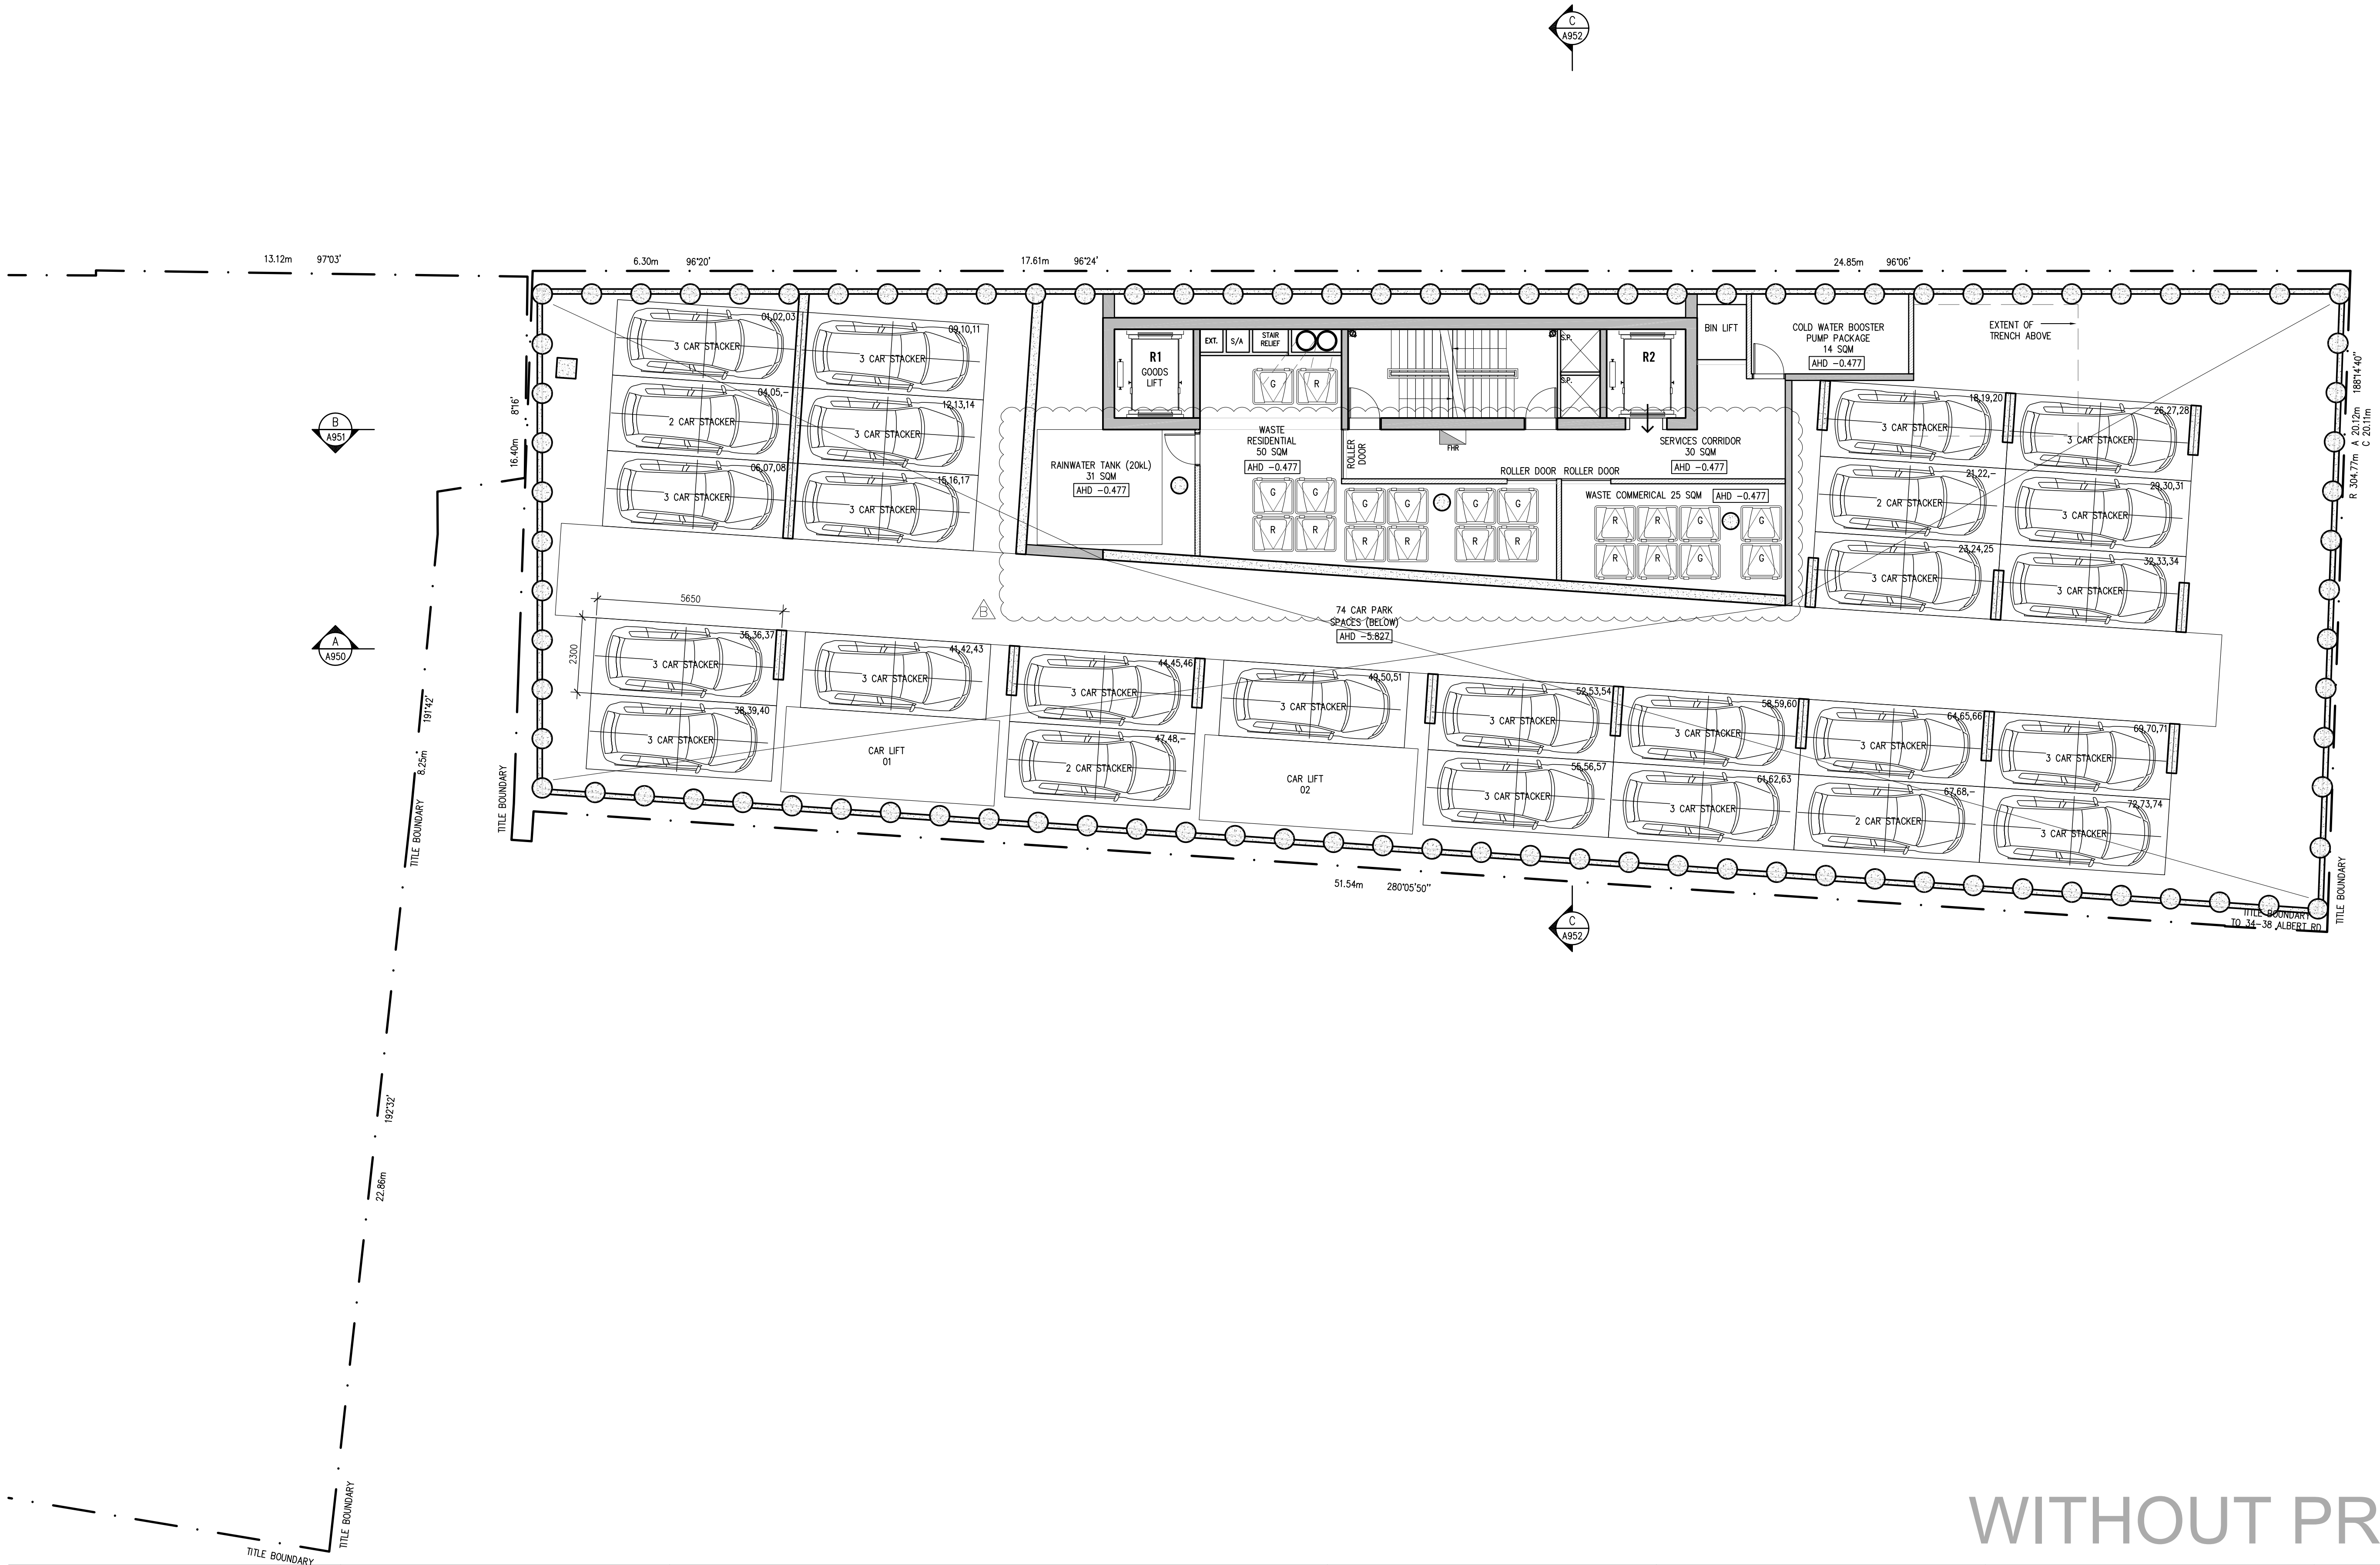 C
A952
13.12m 97°03'
6.30m 96°20'
17.61m 96°24'
24.85m 96°06'
01,02,03
3 CAR STACKER
09,10,11
3 CAR STACKER
04,05,-
2 CAR STACKER
12,13,14
3 CAR STACKER
06,07,08
3 CAR STACKER
15,16,17
3 CAR STACKER
R1
GOODS
LIFT
EXT.
S/A
STAIR
RELIEF
G
R
S.P.
S.P.
R2
BIN LIFT
COLD WATER BOOSTER
PUMP PACKAGE
14 SQM
AHD -0.477
EXTENT OF
TRENCH ABOVE
R 304.77m A 20.12m 188°14'40"
C 20.11m
B
A951
16.40m 8°16'
RAINWATER TANK (20kL)
31 SQM
AHD -0.477
WASTE
RESIDENTIAL
50 SQM
AHD -0.477
ROLLER
DOOR
FHR
SERVICES CORRIDOR
30 SQM
AHD -0.477
ROLLER DOOR ROLLER DOOR
WASTE COMMERICAL 25 SQM AHD -0.477
G G
R R
G G G G
R R R R
R R G G
R R G G
18,19,20
3 CAR STACKER
26,27,28
3 CAR STACKER
21,22,-
2 CAR STACKER
29,30,31
3 CAR STACKER
23,24,25
3 CAR STACKER
32,33,34
3 CAR STACKER
B
74 CAR PARK
SPACES (BELOW)
AHD -5.827
A
A950
5650
2300
35,36,37
3 CAR STACKER
41,42,43
3 CAR STACKER
44,45,46
3 CAR STACKER
49,50,51
3 CAR STACKER
52,53,54
3 CAR STACKER
58,59,60
3 CAR STACKER
64,65,66
3 CAR STACKER
69,70,71
3 CAR STACKER
38,39,40
3 CAR STACKER
CAR LIFT
01
47,48,-
2 CAR STACKER
CAR LIFT
02
55,56,57
3 CAR STACKER
61,62,63
3 CAR STACKER
67,68,-
2 CAR STACKER
72,73,74
3 CAR STACKER
TITLE BOUNDARY
TITLE BOUNDARY 8.25m 191°42'
51.54m 280°05'50"
C
A952
TITLE BOUNDARY
TO 34-38 ALBERT RD
TITLE BOUNDARY
22.86m 192°32'
TITLE BOUNDARY
TITLE BOUNDARY
WITHOUT PR